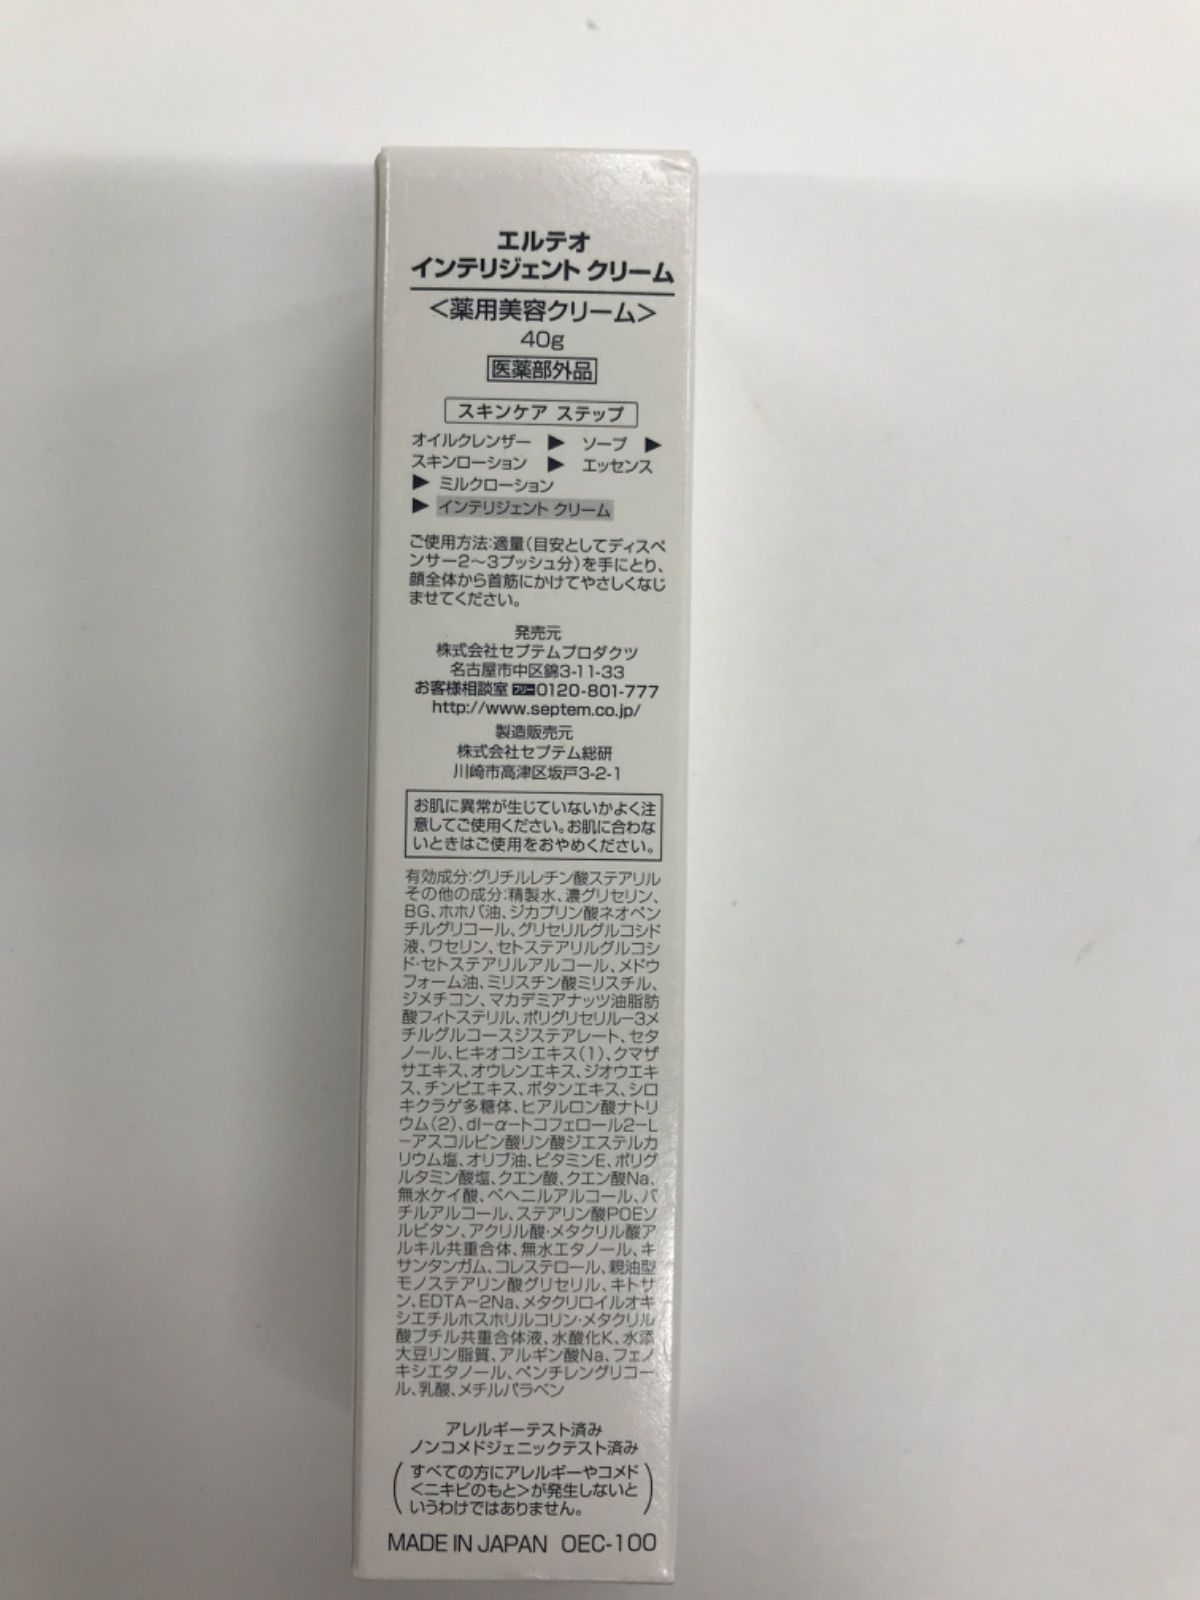 エルテオ
インテリジェント クリーム
＜薬用美容クリーム＞
40g
医薬部外品
スキンケア ステップ
オイルクレンザー ▶ ソープ ▶
スキンローション ▶ エッセンス
▶ ミルクローション
▶ インテリジェント クリーム
ご使用方法:適量(目安としてディスペ
ンサー2〜3プッシュ分)を手にとり、
顔全体から首筋にかけてやさしくなじ
ませてください。
発売元
株式会社セプテムプロダクツ
名古屋市中区錦3-11-33
お客様相談室 フリー0120-801-777
http://www.septem.co.jp/
製造販売元
株式会社セプテム総研
川崎市高津区坂戸3-2-1
お肌に異常が生じていないかよく注
意してご使用ください。お肌に合わな
いときはご使用をおやめください。
有効成分:グリチルレチン酸ステアリル
その他の成分:精製水、濃グリセリン、
BG、ホホバ油、ジカプリン酸ネオペン
チルグリコール、グリセリルグルコシド
液、ワセリン、セトステアリルグルコシ
ド・セトステアリルアルコール、メドウ
フォーム油、ミリスチン酸ミリスチル、
ジメチコン、マカデミアナッツ油脂肪
酸フィトステリル、ポリグリセリルー3メ
チルグルコースジステアレート、セタ
ノール、ヒキオコシエキス(1)、クマザ
サエキス、オウレンエキス、ジオウエキ
ス、チンピエキス、ボタンエキス、シロ
キクラゲ多糖体、ヒアルロン酸ナトリ
ウム(2)、dl-α-トコフェロール2-L
-アスコルビン酸リン酸ジエステルカ
リウム塩、オリブ油、ビタミンE、ポリグ
ルタミン酸塩、クエン酸、クエン酸Na、
無水ケイ酸、ベヘニルアルコール、バ
チルアルコール、ステアリン酸POEソ
ルビタン、アクリル酸・メタクリル酸ア
ルキル共重合体、無水エタノール、キ
サンタンガム、コレステロール、親油型
モノステアリン酸グリセリル、キトサ
ン、EDTA-2Na、メタクリロイルオキ
シエチルホスホリルコリン・メタクリル
酸ブチル共重合体液、水酸化K、水添
大豆リン脂質、アルギン酸Na、フェノ
キシエタノール、ペンチレングリコー
ル、乳酸、メチルパラベン
アレルギーテスト済み
ノンコメドジェニックテスト済み
(すべての方にアレルギーやコメド
＜ニキビのもと＞が発生しないと
いうわけではありません。)
MADE IN JAPAN OEC-100